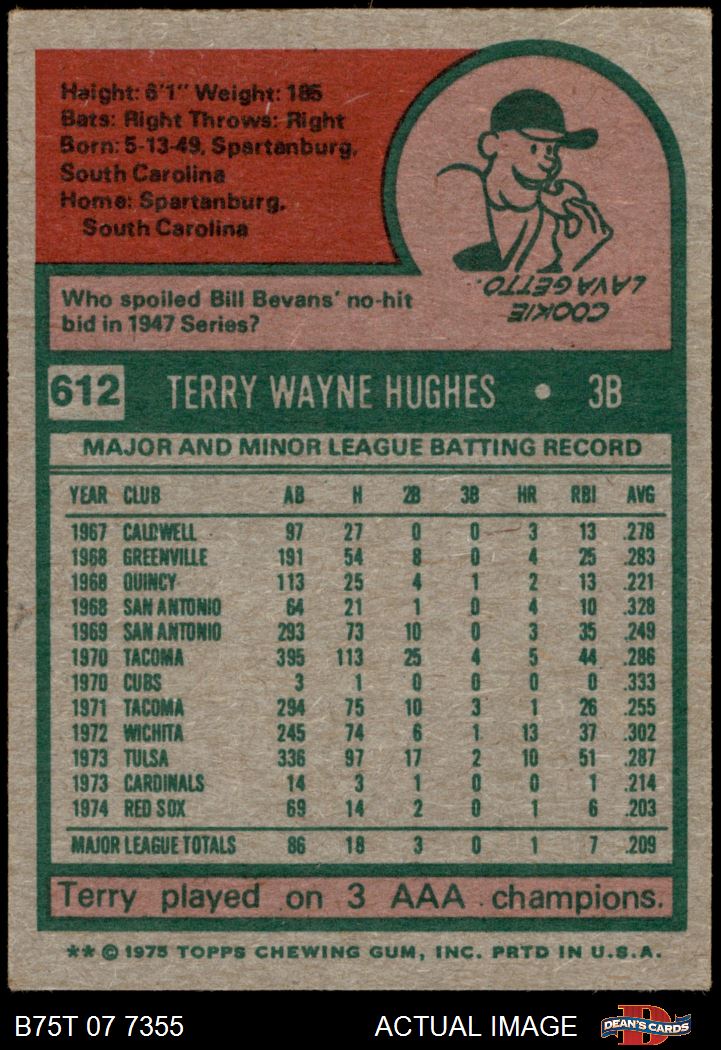 Height: 6'1" Weight: 185
Bats: Right Throws: Right
Born: 5-13-49, Spartanburg,
South Carolina
Home: Spartanburg,
South Carolina
Who spoiled Bill Bevans' no-hit
bid in 1947 Series?
COOKIE
LAVAGETTO..
612 TERRY WAYNE HUGHES • 3B
MAJOR AND MINOR LEAGUE BATTING RECORD
YEAR CLUB AB H 2B 3B HR RBI AVG
1967 CALDWELL 97 27 0 0 3 13 .278
1968 GREENVILLE 191 54 8 0 4 25 .283
1968 QUINCY 113 25 4 1 2 13 .221
1968 SAN ANTONIO 64 21 1 0 4 10 .328
1969 SAN ANTONIO 293 73 10 0 3 35 .249
1970 TACOMA 395 113 25 4 5 44 .286
1970 CUBS 3 1 0 0 0 0 .333
1971 TACOMA 294 75 10 3 1 26 .255
1972 WICHITA 245 74 6 1 13 37 .302
1973 TULSA 336 97 17 2 10 51 .287
1973 CARDINALS 14 3 1 0 0 1 .214
1974 RED SOX 69 14 2 0 1 6 .203
MAJOR LEAGUE TOTALS 86 18 3 0 1 7 .209
Terry played on 3 AAA champions.
** © 1975 TOPPS CHEWING GUM, INC. PRTD IN U.S.A.
B75T 07 7355 ACTUAL IMAGE D DEAN'S CARDS